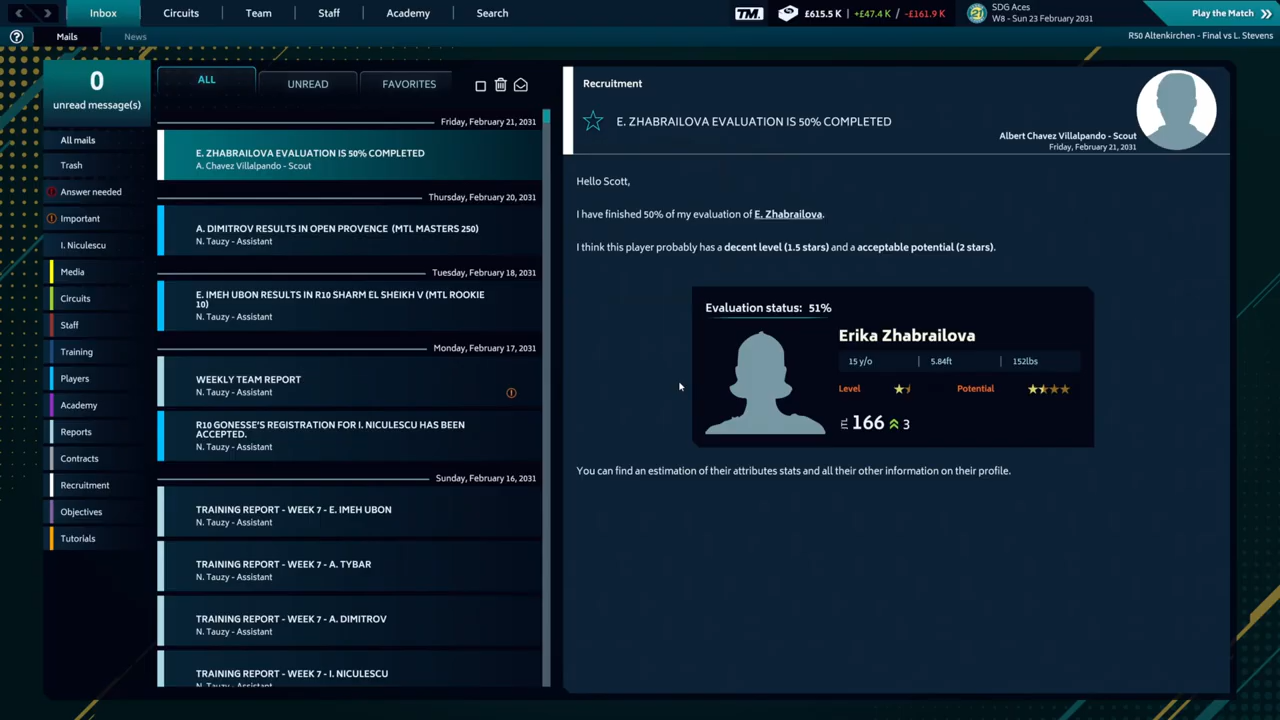 Inbox
Circuits
Team
Staff
Academy
Search
TM.
£615.5 K | +£47.4 K / -£161.9K
21
SDG Aces
W8 - Sun 23 February 2031
Play the Match
?
Mails
News
R50 Altenkirchen - Final vs L. Stevens
0
unread message(s)
All mails
Trash
Answer needed
Important
I. Niculescu
Media
Circuits
Staff
Training
Players
Academy
Reports
Contracts
Recruitment
Objectives
Tutorials
ALL
UNREAD
FAVORITES
Friday, February 21, 2031
E. ZHABRAILOVA EVALUATION IS 50% COMPLETED
A. Chavez Villalpando - Scout
Thursday, February 20, 2031
A. DIMITROV RESULTS IN OPEN PROVENCE (MTL MASTERS 250)
N. Tauzy - Assistant
Tuesday, February 18, 2031
E. IMEH UBON RESULTS IN R10 SHARM EL SHEIKH V (MTL ROOKIE
10)
N. Tauzy - Assistant
Monday, February 17, 2031
WEEKLY TEAM REPORT
N. Tauzy - Assistant
R10 GONESSE'S REGISTRATION FOR I. NICULESCU HAS BEEN
ACCEPTED.
N. Tauzy - Assistant
Sunday, February 16, 2031
TRAINING REPORT - WEEK 7 - E. IMEH UBON
N. Tauzy - Assistant
TRAINING REPORT - WEEK 7 - A. TYBAR
N. Tauzy - Assistant
TRAINING REPORT - WEEK 7 - A. DIMITROV
N. Tauzy - Assistant
TRAINING REPORT - WEEK 7 - I. NICULESCU
N. Tauzy - Assistant
Recruitment
E. ZHABRAILOVA EVALUATION IS 50% COMPLETED
Albert Chavez Villalpando - Scout
Friday, February 21, 2031
Hello Scott,
I have finished 50% of my evaluation of E. Zhabrailova.
I think this player probably has a decent level (1.5 stars) and a acceptable potential (2 stars).
Evaluation status: 51%
Erika Zhabrailova
15 y/o | 5.84ft | 152lbs
Level
Potential
166 3
You can find an estimation of their attributes stats and all their other information on their profile.